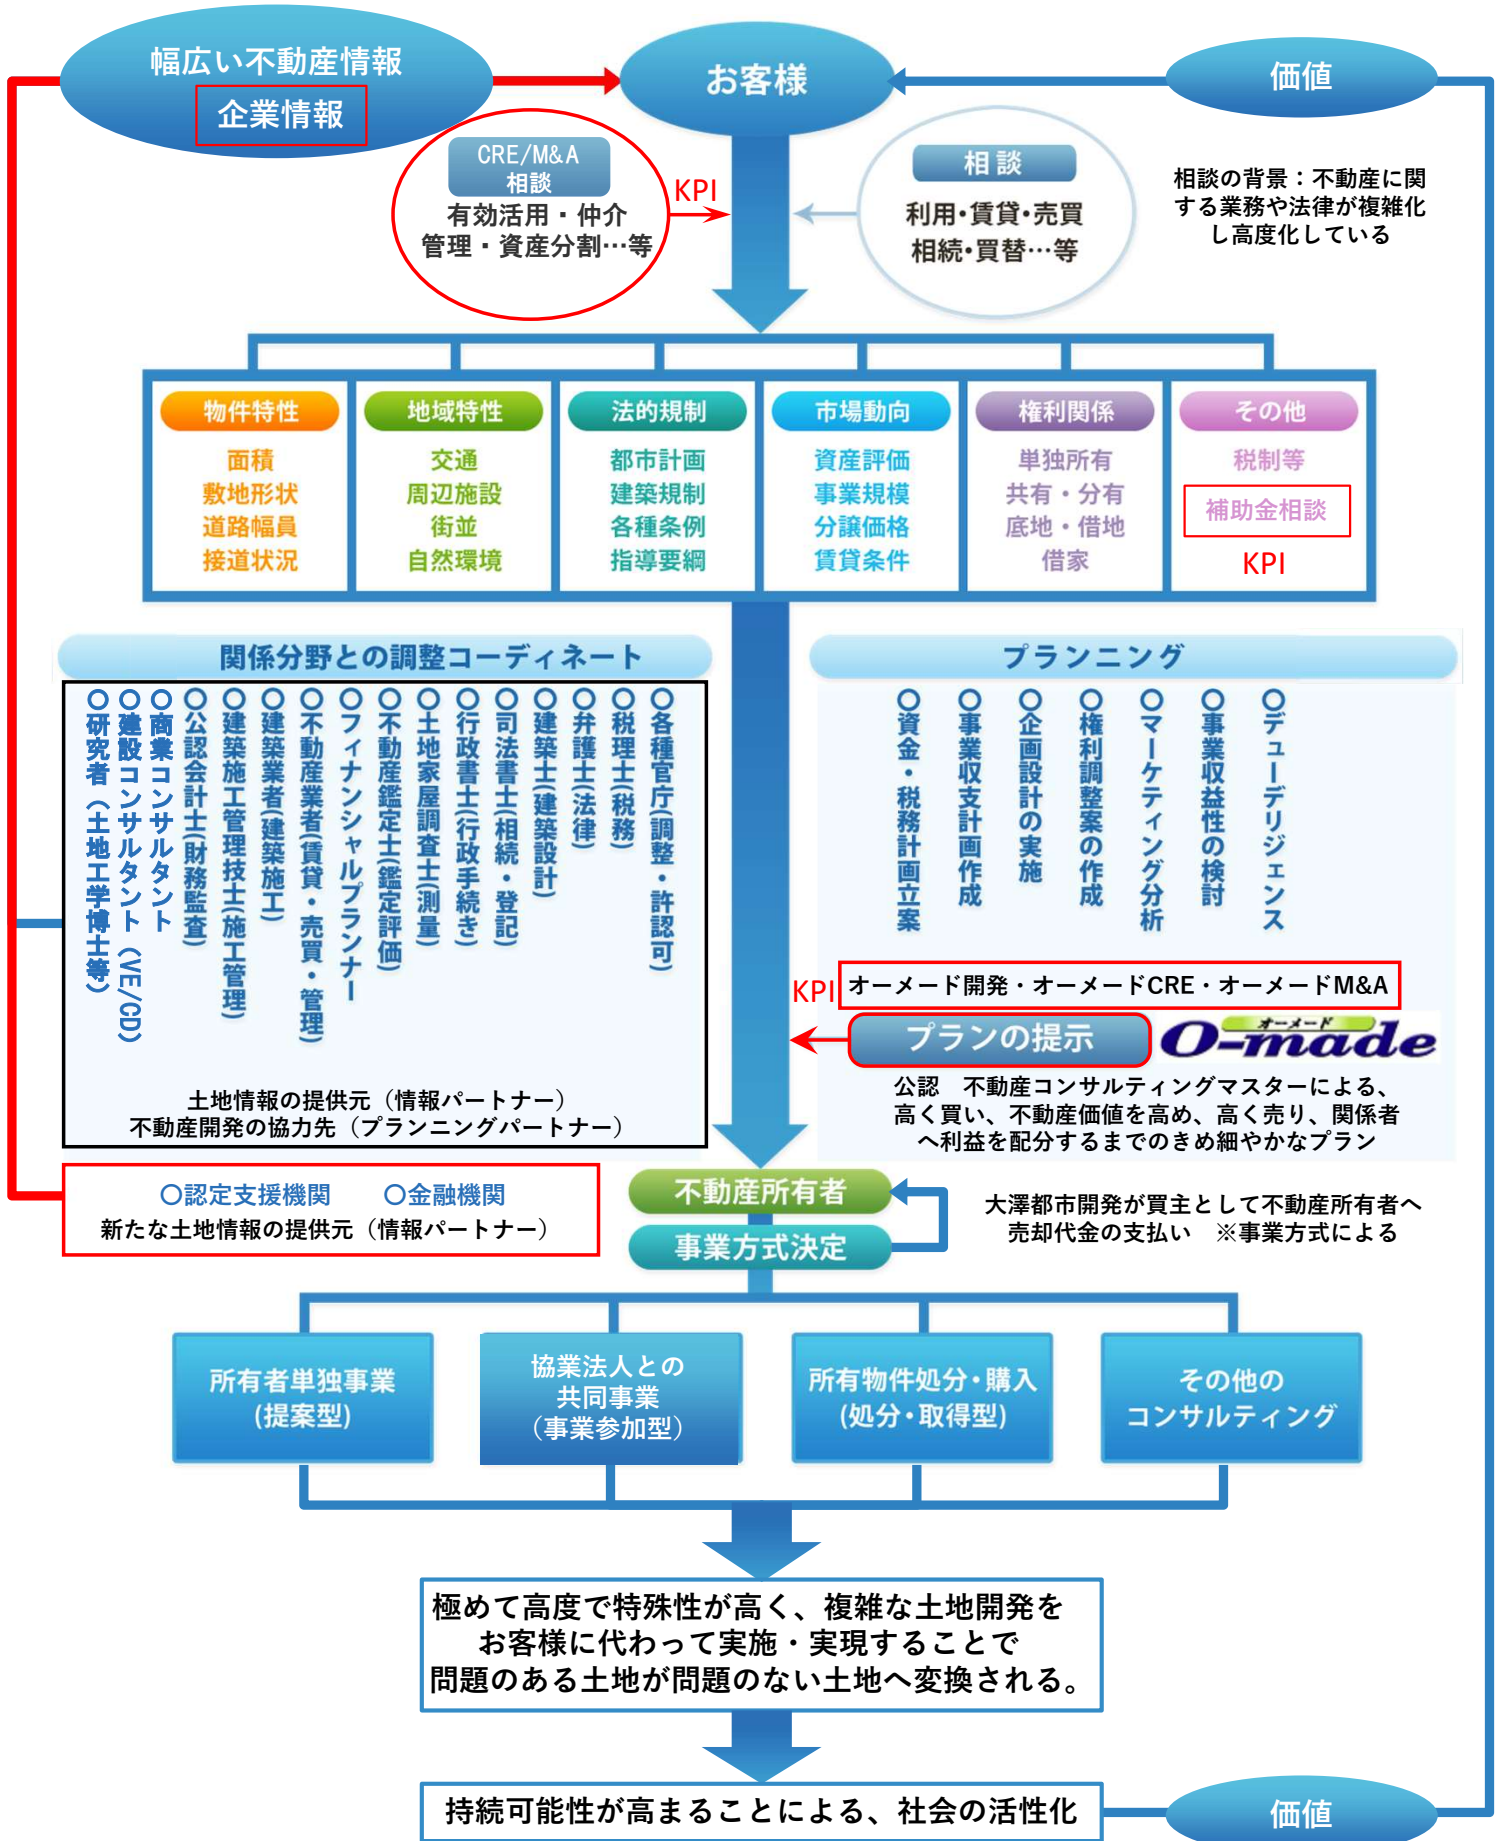 幅広い不動産情報
企業情報
お客様
価値
CRE/M&A
相談
有効活用・仲介
管理・資産分割…等
KPI
相談
利用・賃貸・売買
相続・買替…等
相談の背景：不動産に関
する業務や法律が複雑化
し高度化している
物件特性
面積
敷地形状
道路幅員
接道状況
地域特性
交通
周辺施設
街並
自然環境
法的規制
都市計画
建築規制
各種条例
指導要綱
市場動向
資産評価
事業規模
分譲価格
賃貸条件
権利関係
単独所有
共有・分有
底地・借地
借家
その他
税制等
補助金相談
KPI
関係分野との調整コーディネート
○各種官庁(調整・許認可)
○税理士(税務)
○弁護士(法律)
○建築士(建築設計)
○司法書士(相続・登記)
○行政書士(行政手続き)
○土地家屋調査士(測量)
○不動産鑑定士(鑑定評価)
○フィナンシャルプランナー
○不動産業者(賃貸・売買・管理)
○建築業者(建築施工)
○建築施工管理技士(施工管理)
○公認会計士(財務監査)
○商業コンサルタント
○建設コンサルタント（VE/CD）
○研究者（土地工学博士等）
土地情報の提供元（情報パートナー）
不動産開発の協力先（プランニングパートナー）
プランニング
○デューデリジェンス
○事業収益性の検討
○マーケティング分析
○権利調整案の作成
○企画設計の実施
○事業収支計画作成
○資金・税務計画立案
KPI
オーメード開発・オーメードCRE・オーメードM&A
プランの提示
オーメード
O-made
公認　不動産コンサルティングマスターによる、
高く買い、不動産価値を高め、高く売り、関係者
へ利益を配分するまでのきめ細やかなプラン
○認定支援機関　○金融機関
新たな土地情報の提供元（情報パートナー）
不動産所有者
事業方式決定
大澤都市開発が買主として不動産所有者へ
売却代金の支払い　※事業方式による
所有者単独事業
(提案型)
協業法人との
共同事業
（事業参加型）
所有物件処分・購入
(処分・取得型)
その他の
コンサルティング
極めて高度で特殊性が高く、複雑な土地開発を
お客様に代わって実施・実現することで
問題のある土地が問題のない土地へ変換される。
持続可能性が高まることによる、社会の活性化
価値